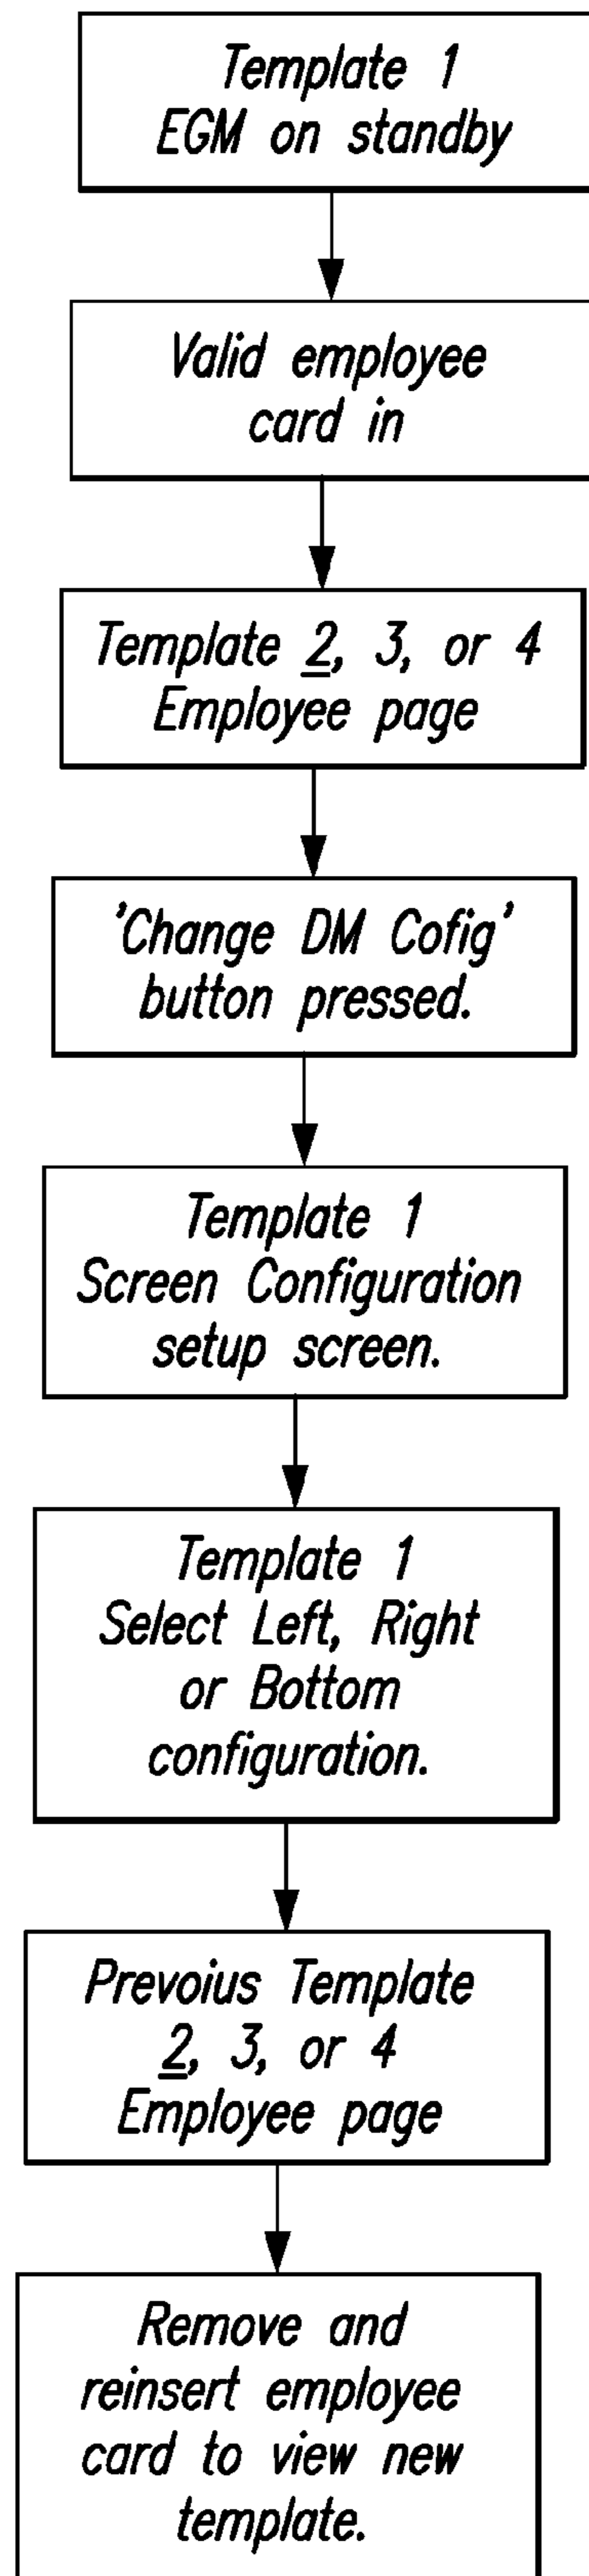 Template 1
EGM on standby
Valid employee
card in
Template 2, 3, or 4
Employee page
'Change DM Cofig'
button pressed.
Template 1
Screen Configuration
setup screen.
Template 1
Select Left, Right
or Bottom
configuration.
Prevoius Template
2, 3, or 4
Employee page
Remove and
reinsert employee
card to view new
template.